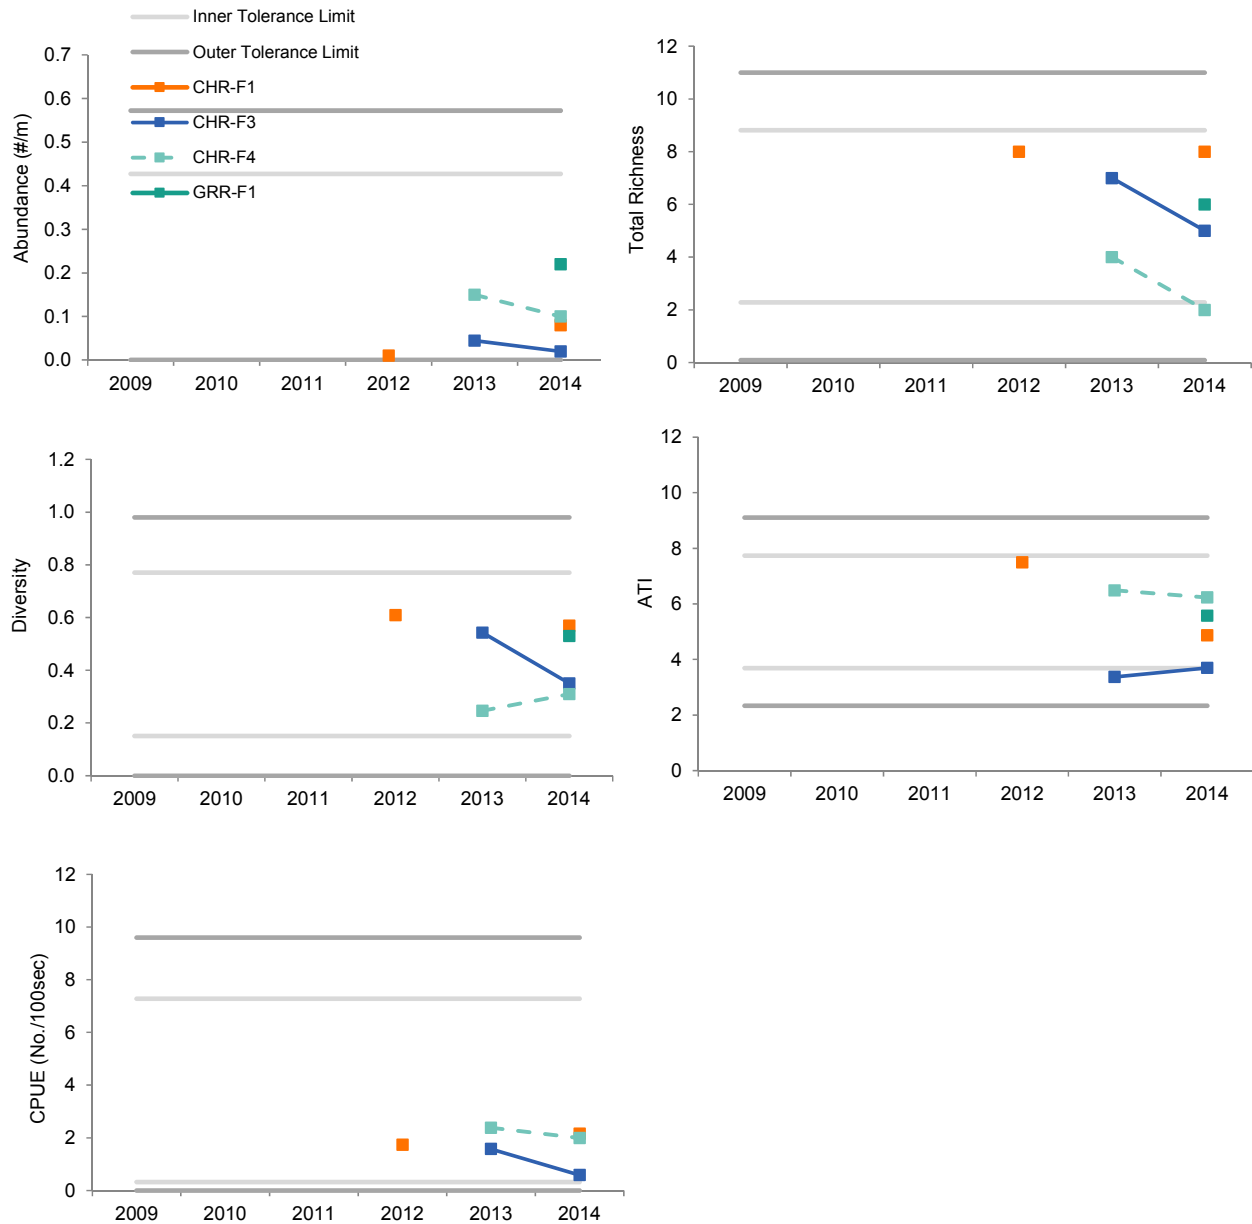 Inner Tolerance Limit
Outer Tolerance Limit
CHR-F1
CHR-F3
CHR-F4
GRR-F1
Abundance (#/m)
0.7
0.6
0.5
0.4
0.3
0.2
0.1
0.0
2009 2010 2011 2012 2013 2014
Total Richness
12
10
8
6
4
2
0
2009 2010 2011 2012 2013 2014
Diversity
1.2
1.0
0.8
0.6
0.4
0.2
0.0
2009 2010 2011 2012 2013 2014
ATI
12
10
8
6
4
2
0
2009 2010 2011 2012 2013 2014
CPUE (No./100sec)
12
10
8
6
4
2
0
2009 2010 2011 2012 2013 2014